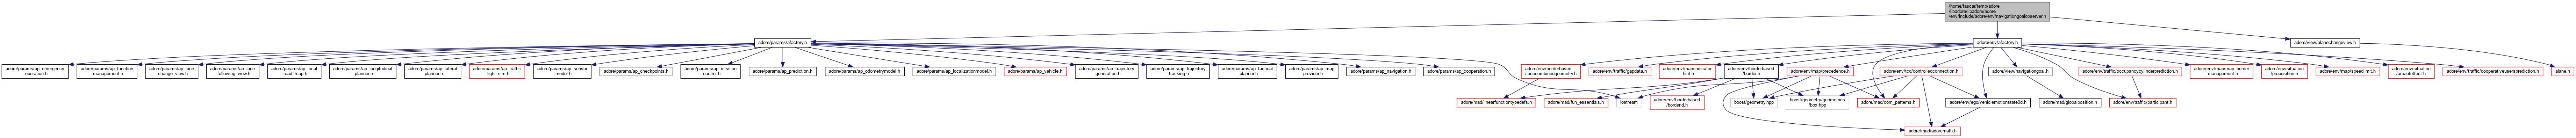 /home/fascar/temp/adore
/libadore/libadore/adore
/env/include/adore/env/navigationgoalobserver.h
adore/params/afactory.h
adore/env/afactory.h
adore/view/alanechangeview.h
adore/params/ap_emergency
_operation.h
adore/params/ap_function
_management.h
adore/params/ap_lane
_change_view.h
adore/params/ap_lane
_following_view.h
adore/params/ap_local
_road_map.h
adore/params/ap_longitudinal
_planner.h
adore/params/ap_lateral
_planner.h
adore/params/ap_traffic
_light_sim.h
adore/params/ap_sensor
_model.h
adore/params/ap_checkpoints.h
adore/params/ap_mission
_control.h
adore/params/ap_prediction.h
adore/params/ap_odometrymodel.h
adore/params/ap_localizationmodel.h
adore/params/ap_vehicle.h
adore/params/ap_trajectory
_generation.h
adore/params/ap_trajectory
_tracking.h
adore/params/ap_tactical
_planner.h
adore/params/ap_map
_provider.h
adore/params/ap_navigation.h
adore/params/ap_cooperation.h
adore/env/borderbased
/lanecombinedgeometry.h
adore/env/traffic/gapdata.h
adore/env/map/indicator
_hint.h
adore/env/borderbased
/border.h
adore/env/map/precedence.h
adore/env/tcd/controlledconnection.h
adore/view/navigationgoal.h
adore/env/traffic/occupancycylinderprediction.h
adore/env/map/map_border
_management.h
adore/env/situation
/proposition.h
adore/env/map/speedlimit.h
adore/env/situation
/areaofeffect.h
adore/env/traffic/cooperativeusersprediction.h
alane.h
adore/mad/linearfunctiontypedefs.h
adore/mad/fun_essentials.h
iostream
adore/env/borderbased
/borderid.h
boost/geometry.hpp
boost/geometry/geometries
/box.hpp
adore/mad/com_patterns.h
adore/env/ego/vehiclemotionstate9d.h
adore/mad/globalposition.h
adore/env/traffic/participant.h
adore/mad/adoremath.h